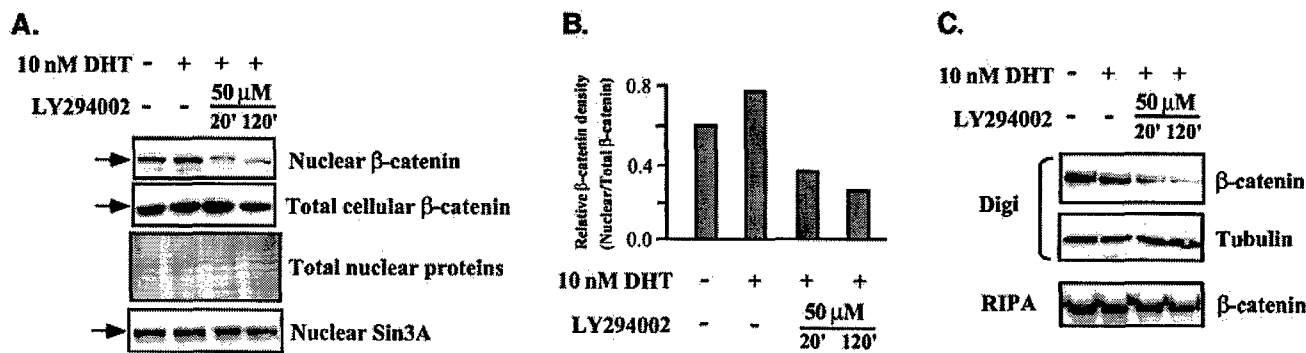 A.
10 nM DHT - + + +
50 μM
LY294002 - - 20' 120'
Nuclear β-catenin
Total cellular β-catenin
Total nuclear proteins
Nuclear Sin3A
B.
Relative β-catenin density
(Nuclear/Total β-catenin)
0.8
0.4
0.0
10 nM DHT - + + +
50 μM
LY294002 - - 20' 120'
C.
10 nM DHT - + + +
50 μM
LY294002 - - 20' 120'
Digi
β-catenin
Tubulin
RIPA
β-catenin